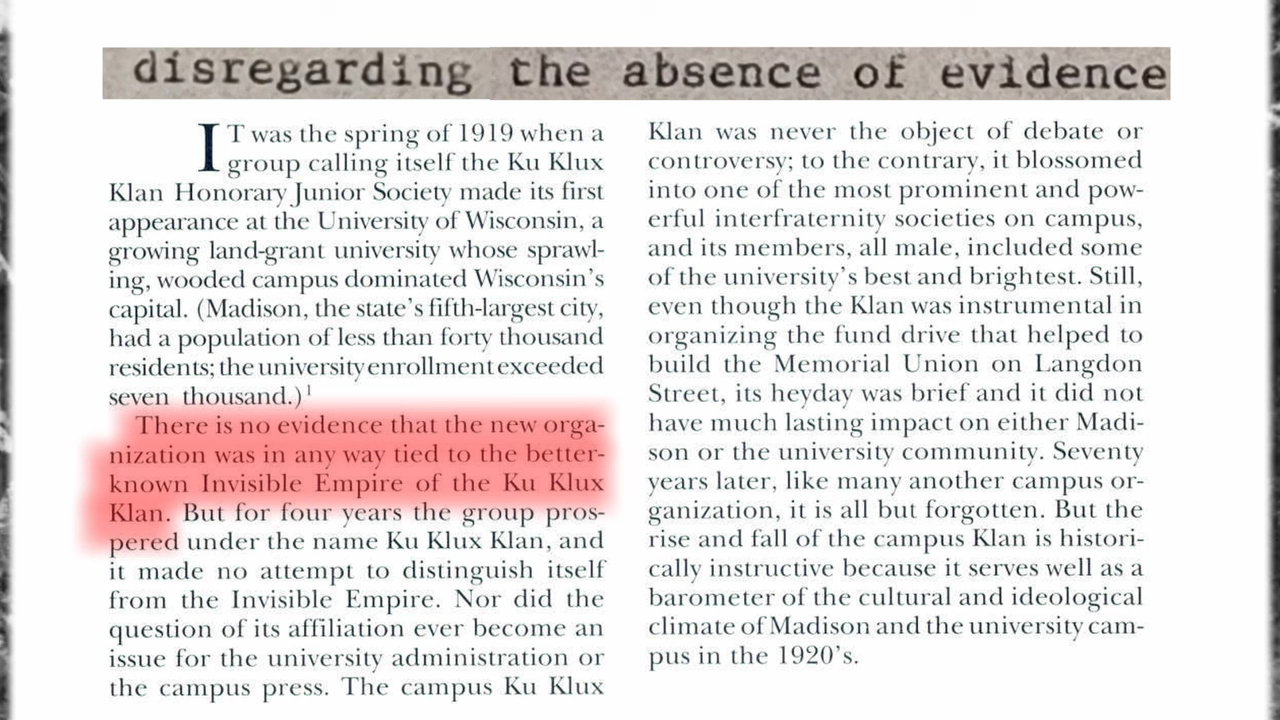 disregarding the absence of evidence
IT was the spring of 1919 when a
group calling itself the Ku Klux
Klan Honorary Junior Society made its first
appearance at the University of Wisconsin, a
growing land-grant university whose sprawl-
ing, wooded campus dominated Wisconsin's
capital. (Madison, the state's fifth-largest city,
had a population of less than forty thousand
residents; the university enrollment exceeded
seven thousand.)1
There is no evidence that the new orga-
nization was in any way tied to the better-
known Invisible Empire of the Ku Klux
Klan. But for four years the group pros-
pered under the name Ku Klux Klan, and
it made no attempt to distinguish itself
from the Invisible Empire. Nor did the
question of its affiliation ever become an
issue for the university administration or
the campus press. The campus Ku Klux
Klan was never the object of debate or
controversy; to the contrary, it blossomed
into one of the most prominent and pow-
erful interfraternity societies on campus,
and its members, all male, included some
of the university's best and brightest. Still,
even though the Klan was instrumental in
organizing the fund drive that helped to
build the Memorial Union on Langdon
Street, its heyday was brief and it did not
have much lasting impact on either Madi-
son or the university community. Seventy
years later, like many another campus or-
ganization, it is all but forgotten. But the
rise and fall of the campus Klan is histori-
cally instructive because it serves well as a
barometer of the cultural and ideological
climate of Madison and the university cam-
pus in the 1920's.